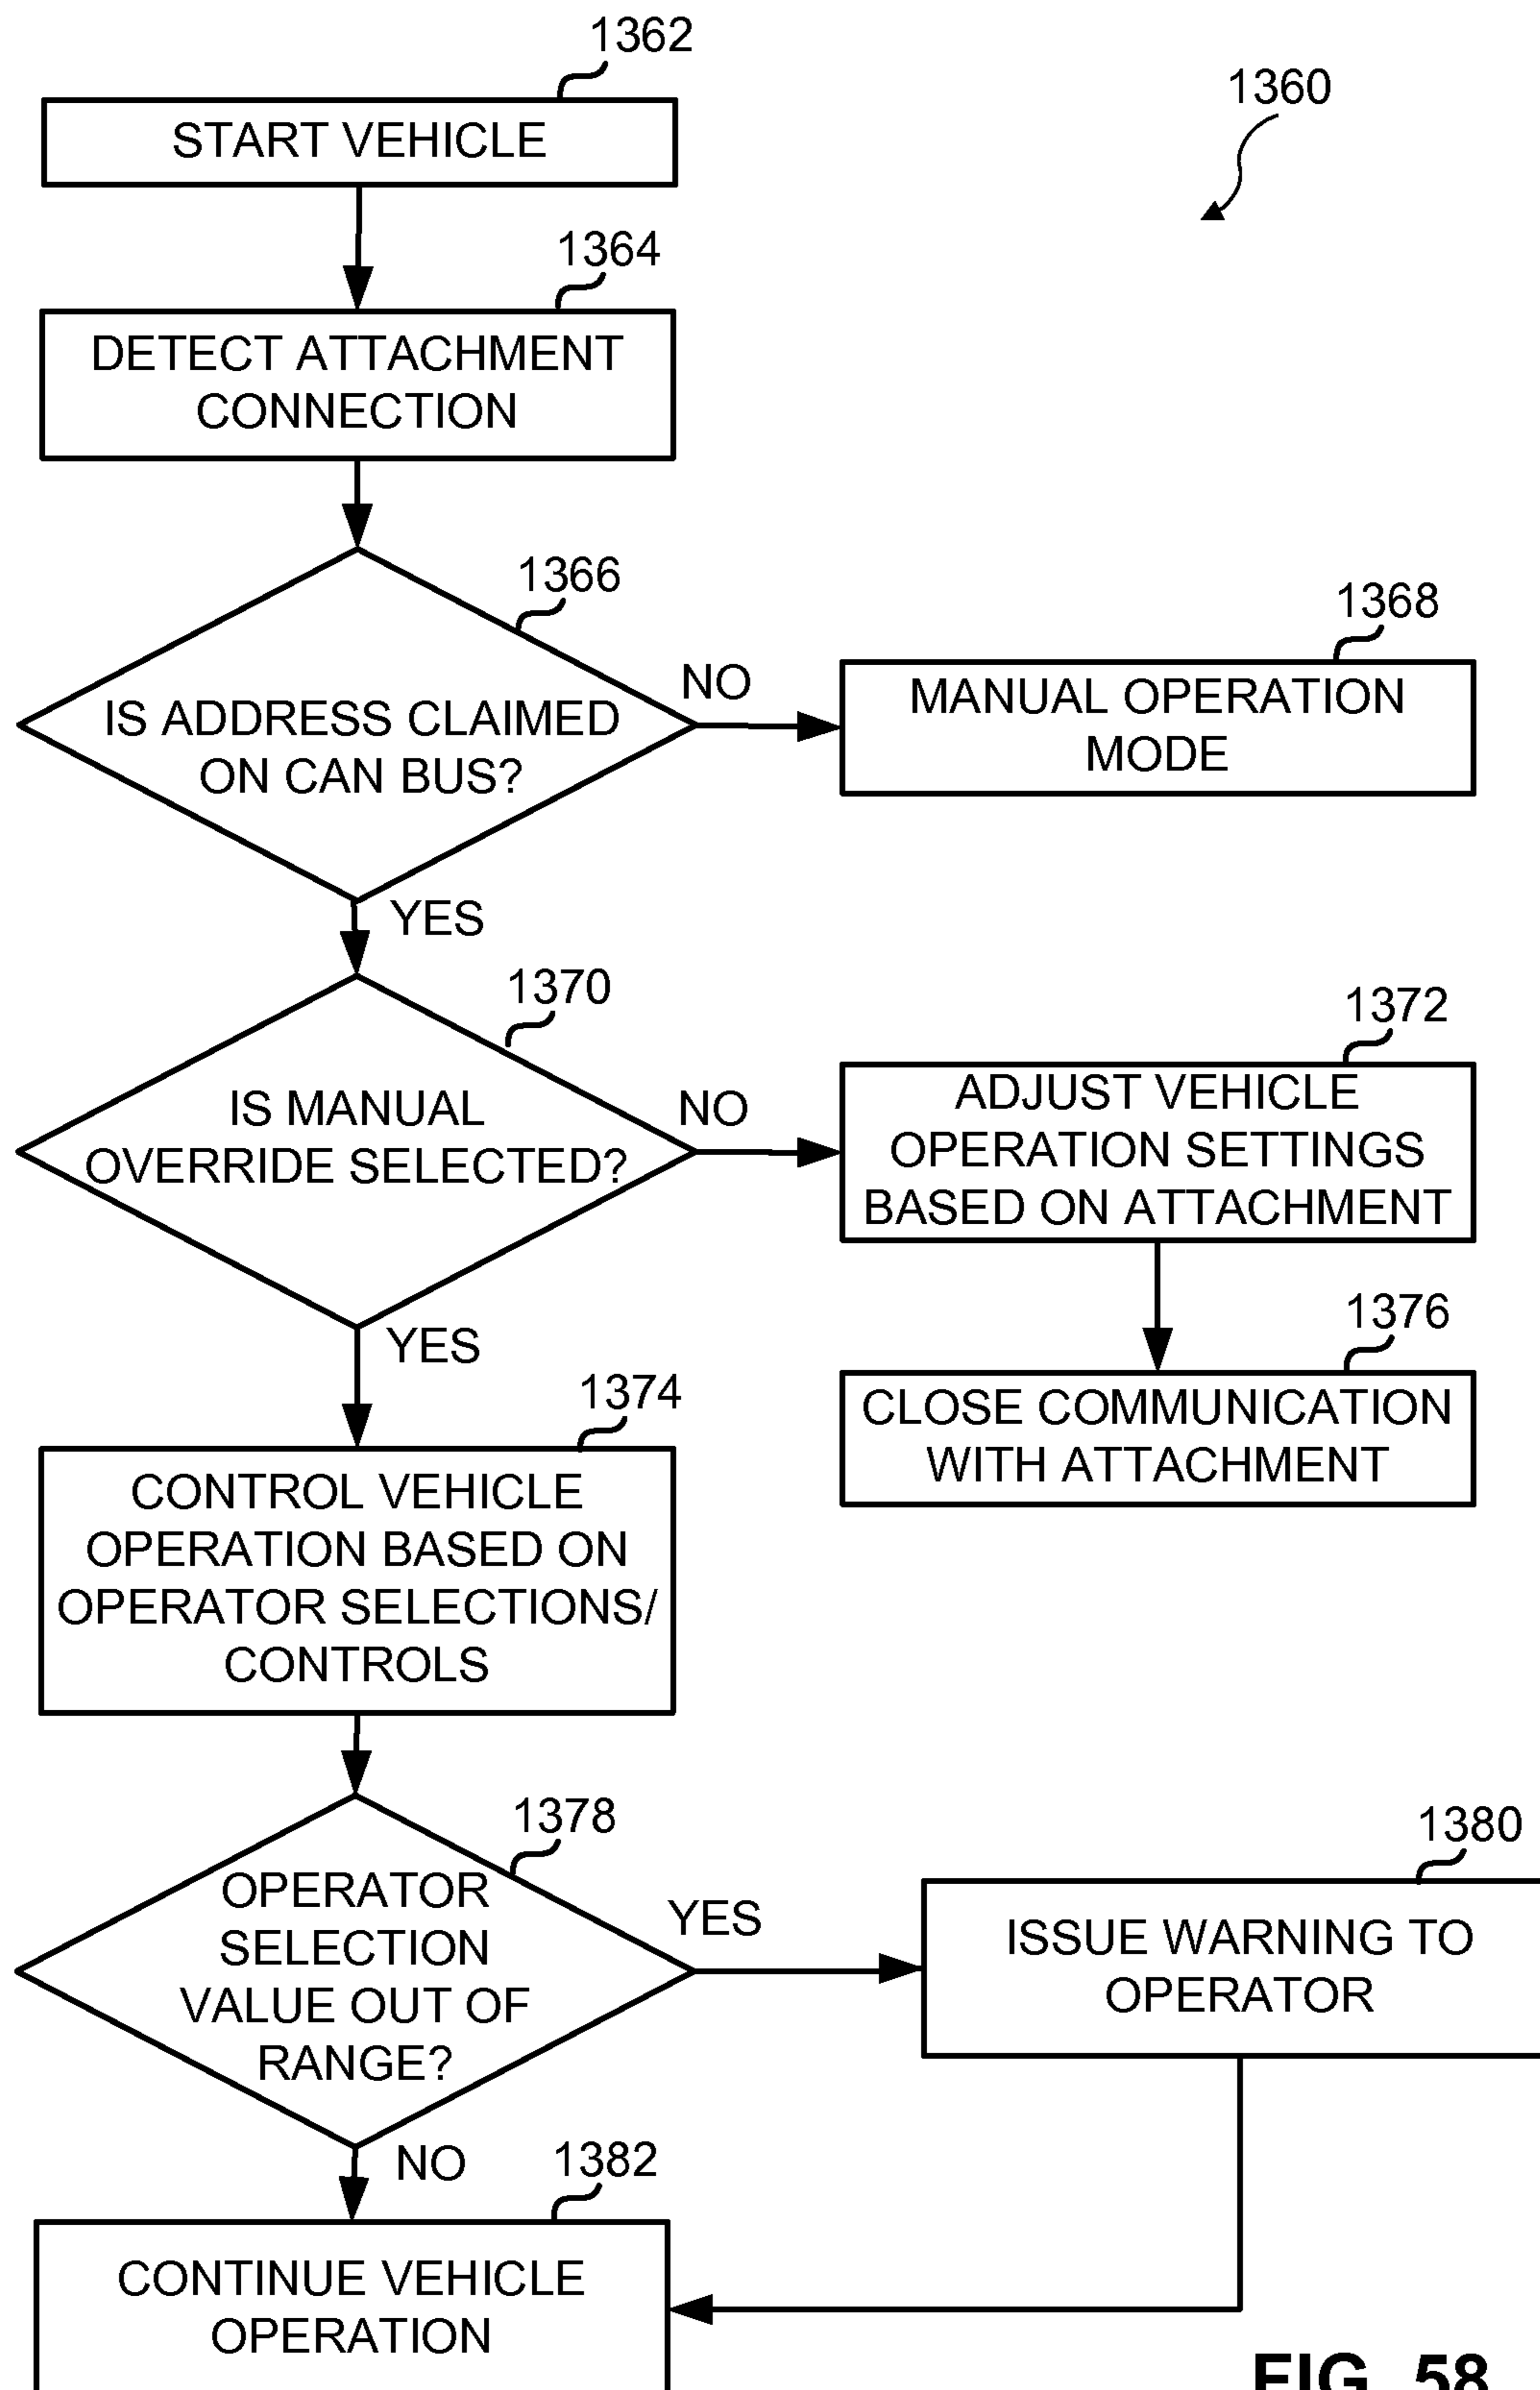 1362
1360
START VEHICLE
1364
DETECT ATTACHMENT
CONNECTION
1366
IS ADDRESS CLAIMED
ON CAN BUS?
NO
1368
MANUAL OPERATION
MODE
YES
1370
IS MANUAL
OVERRIDE SELECTED?
NO
1372
ADJUST VEHICLE
OPERATION SETTINGS
BASED ON ATTACHMENT
1376
CLOSE COMMUNICATION
WITH ATTACHMENT
YES
1374
CONTROL VEHICLE
OPERATION BASED ON
OPERATOR SELECTIONS/
CONTROLS
1378
OPERATOR
SELECTION
VALUE OUT OF
RANGE?
YES
1380
ISSUE WARNING TO
OPERATOR
NO
1382
CONTINUE VEHICLE
OPERATION
FIG. 58